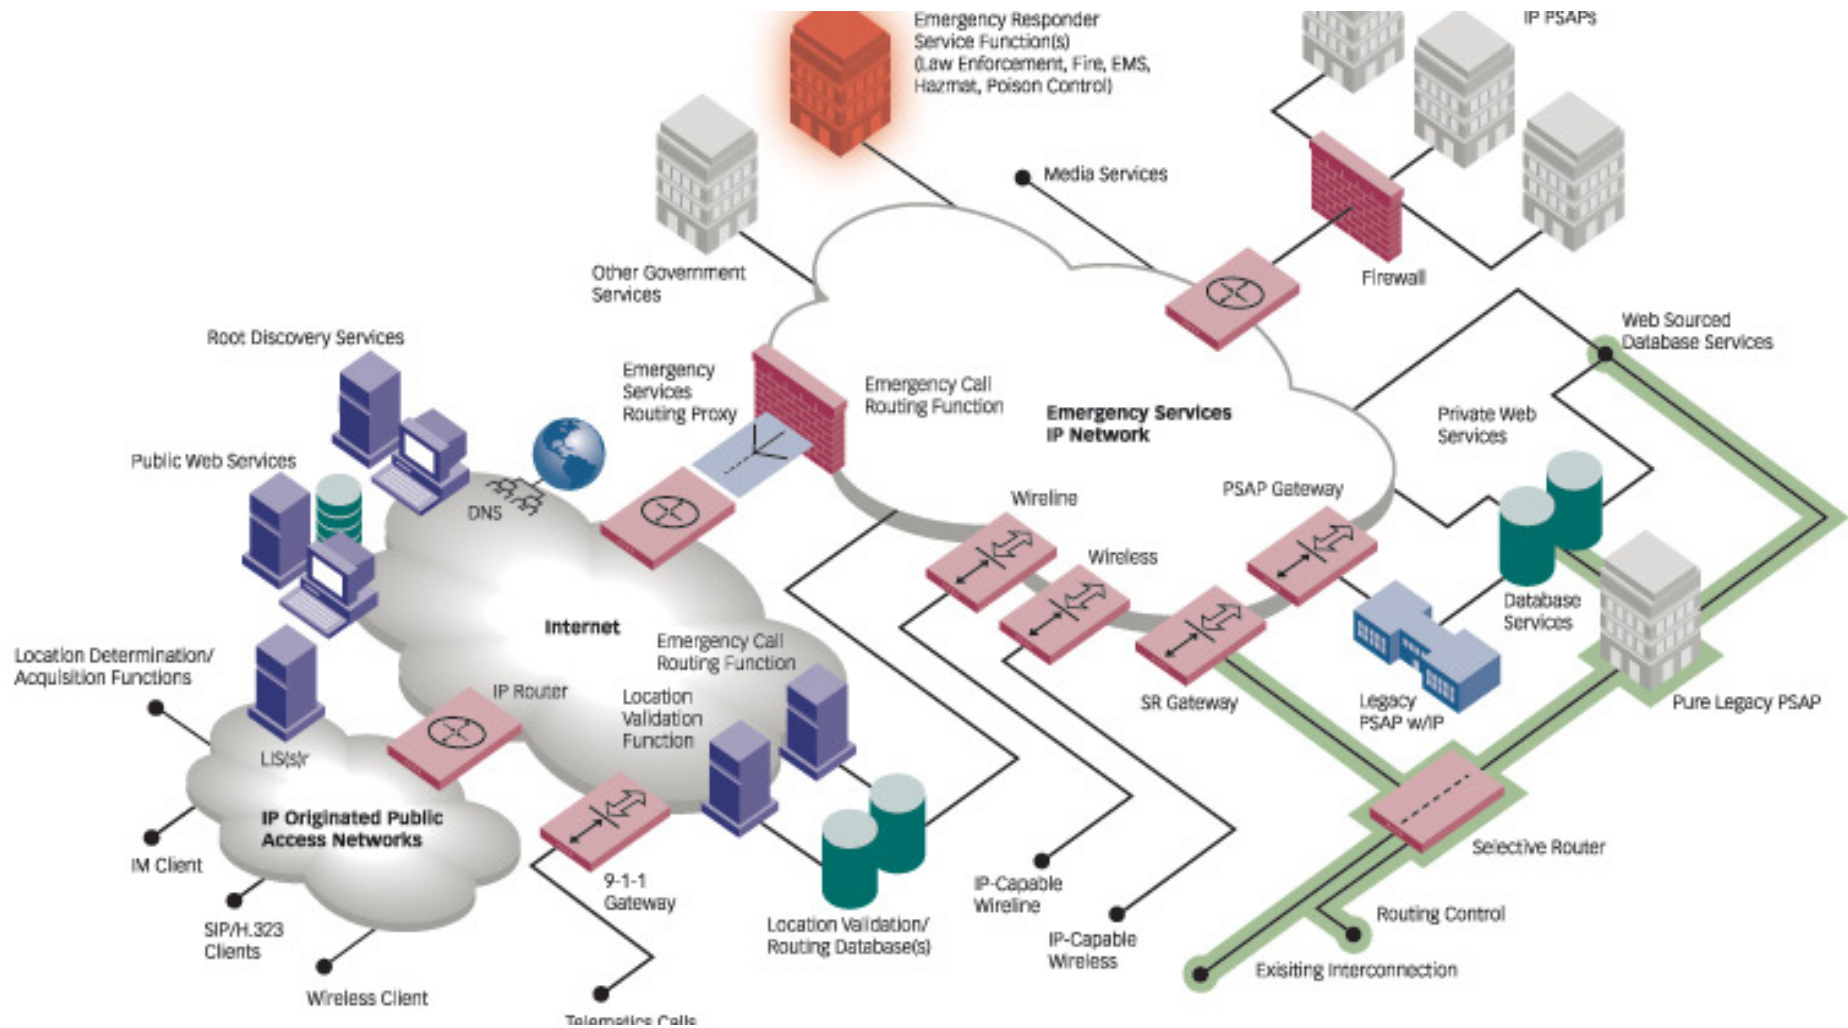 Emergency Responder
Service Function(s)
(Law Enforcement, Fire, EMS,
Hazmat, Poison Control)
IP PSAPs
Media Services
Other Government
Services
Firewall
Web Sourced
Database Services
Root Discovery Services
Emergency
Services
Routing Proxy
Emergency Call
Routing Function
Emergency Services
IP Network
Private Web
Services
Public Web Services
DNS
Wireline
PSAP Gateway
Wireless
Database
Services
Internet
Emergency Call
Routing Function
Location Determination/
Acquisition Functions
IP Router
Location
Validation
Function
SR Gateway
Legacy
PSAP w/IP
Pure Legacy PSAP
LIS(s)r
IP Originated Public
Access Networks
Selective Router
IM Client
9-1-1
Gateway
IP-Capable
Wireline
SIP/H.323
Clients
Location Validation/
Routing Database(s)
Routing Control
IP-Capable
Wireless
Exisiting Interconnection
Wireless Client
Telematics Calls